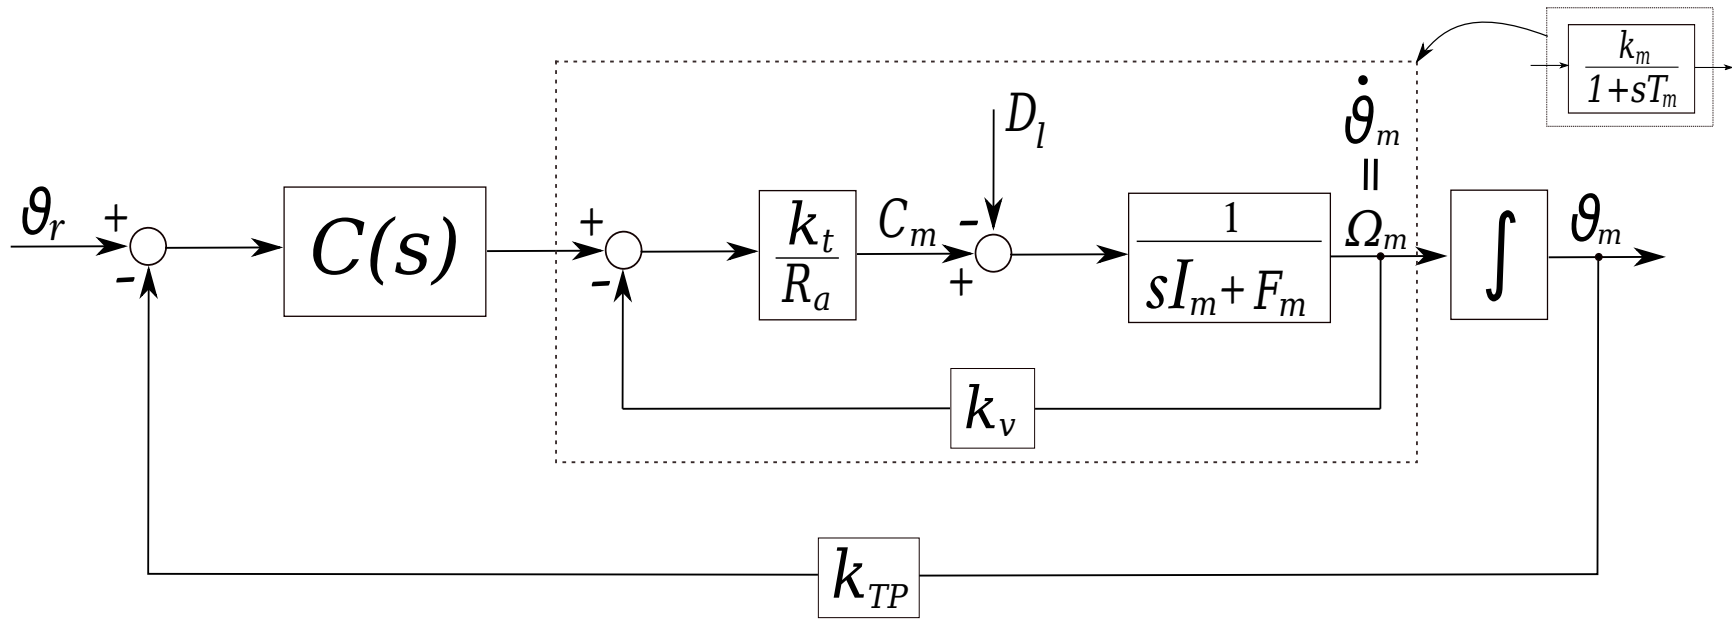 k_m
1+sT_m
D_l
ϑ̇_m
=
ϑ_r
+
-
C(s)
+
-
k_t
R_a
C_m
-
+
1
sI_m+F_m
Ω_m
∫
ϑ_m
k_v
k_TP